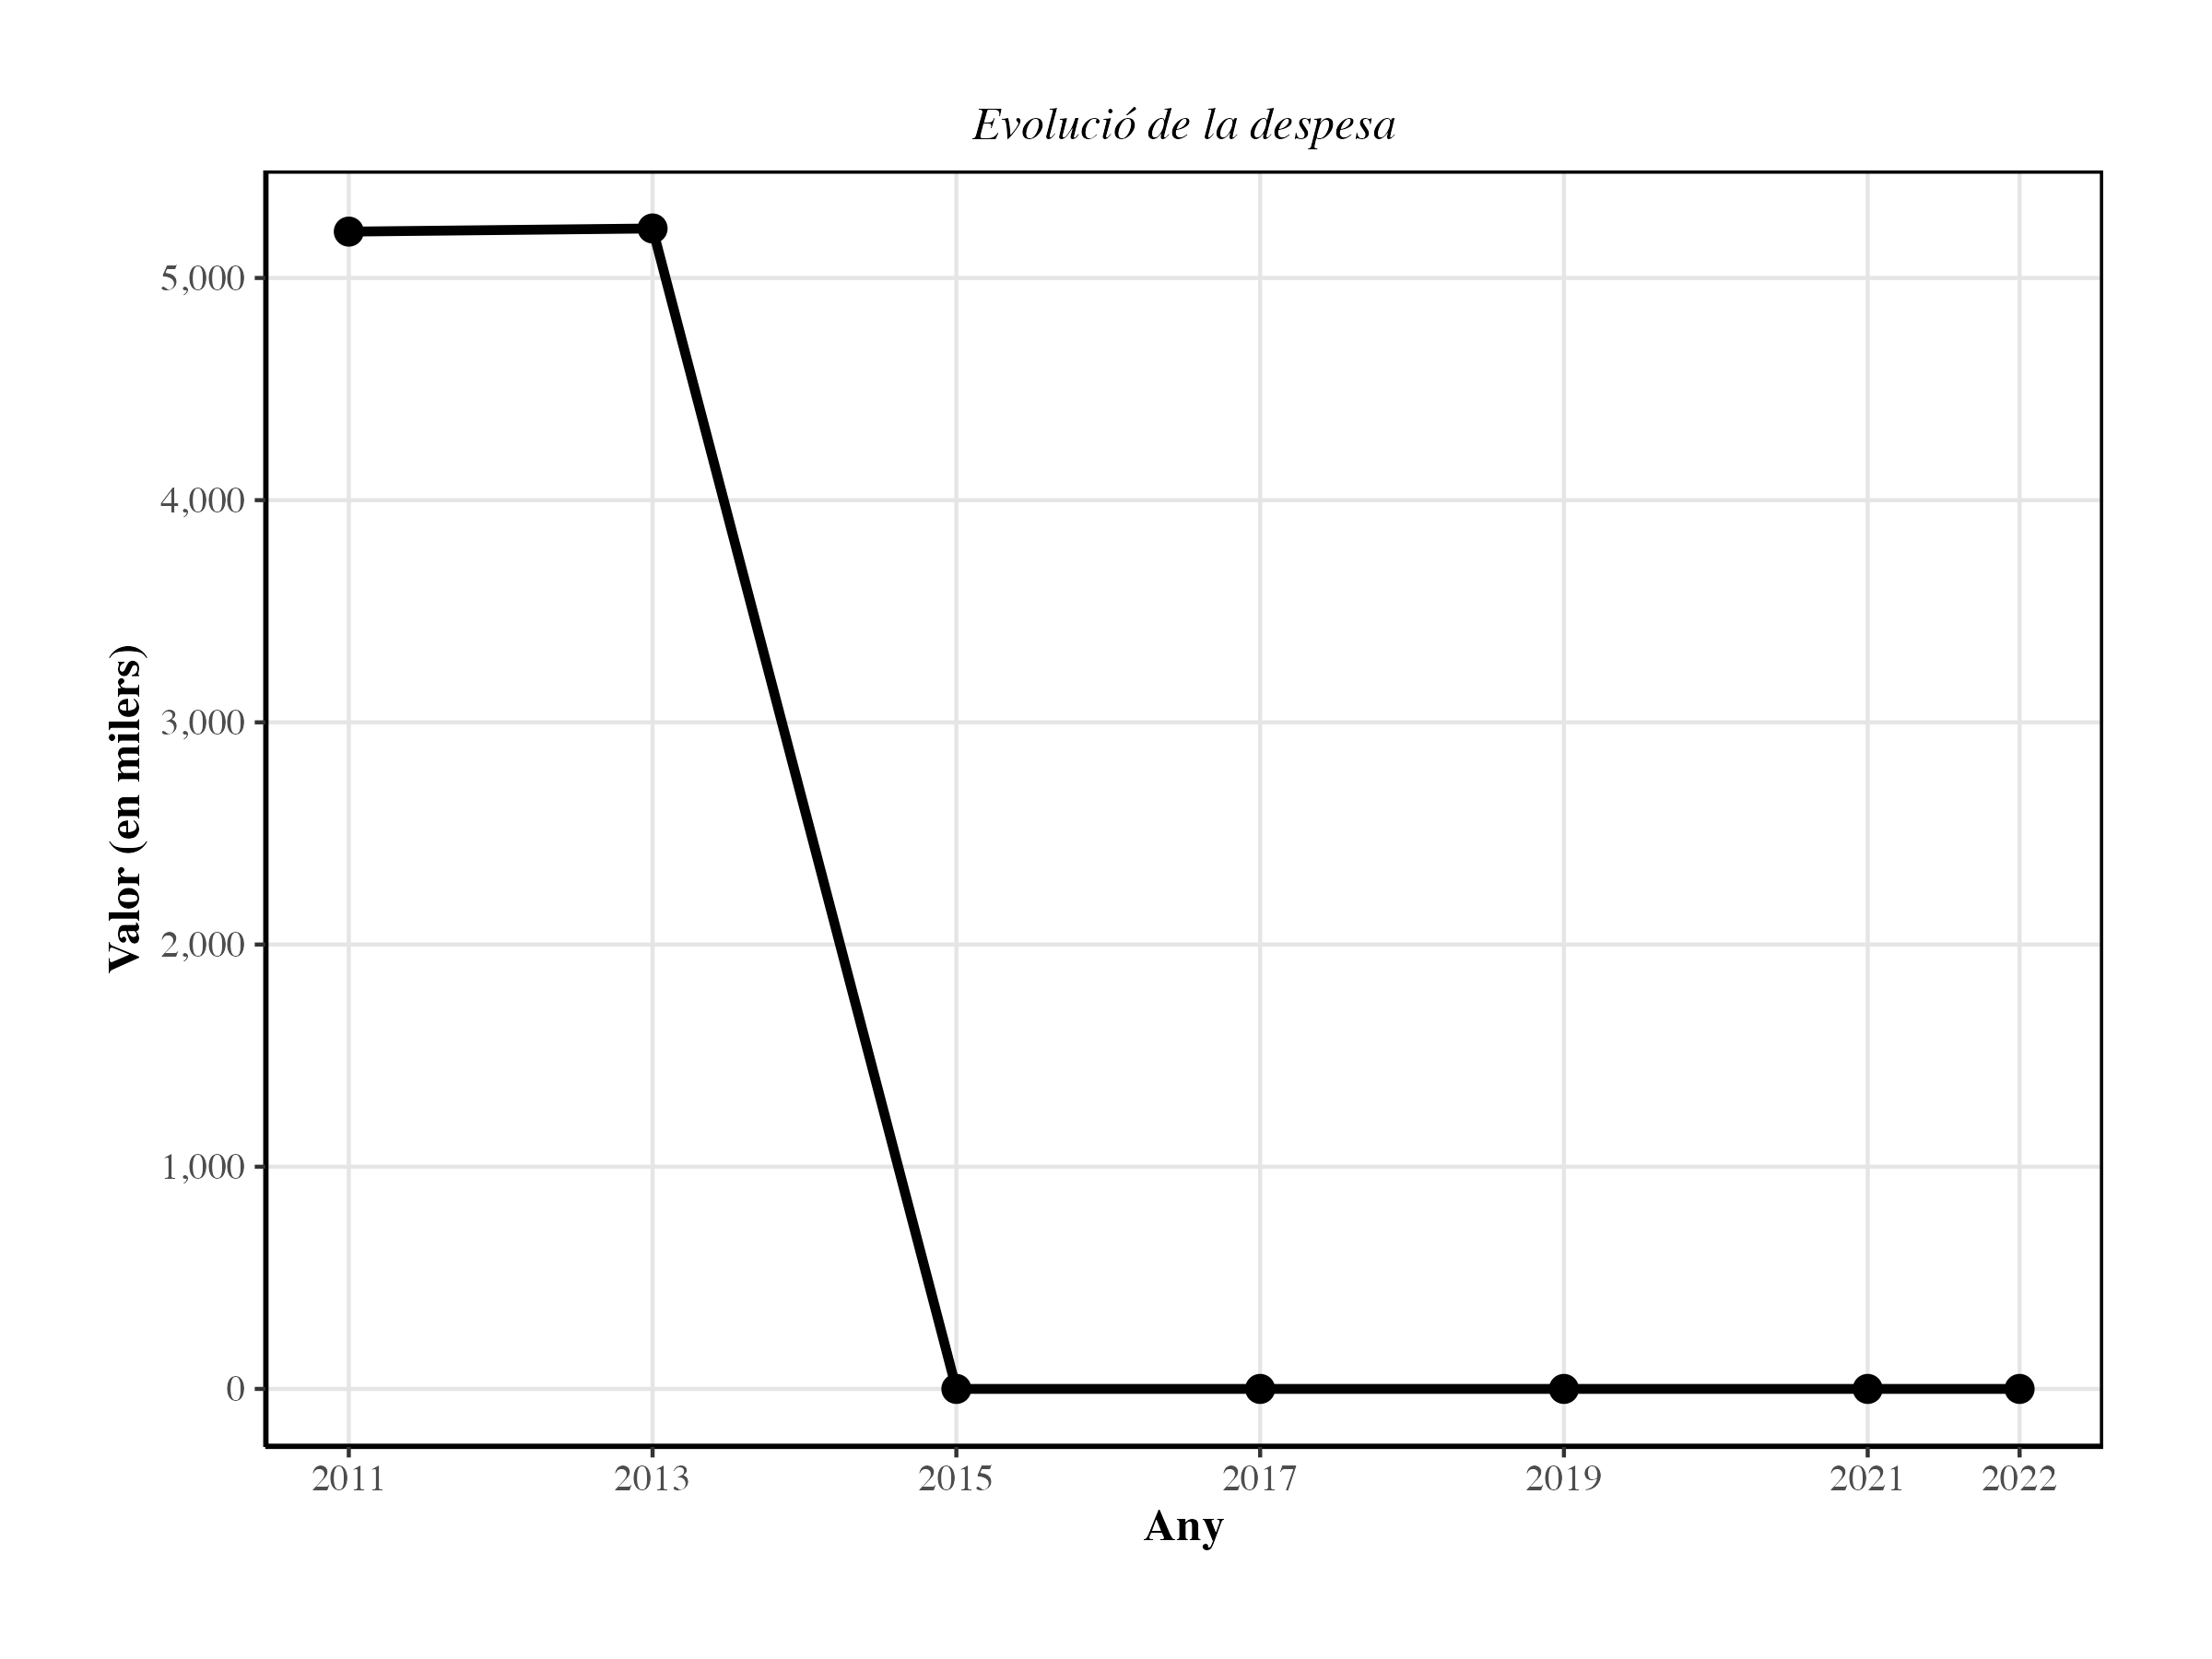 Evolució de la despesa
Valor (en milers)
5,000
4,000
3,000
2,000
1,000
0
2011 2013 2015 2017 2019 2021 2022
Any